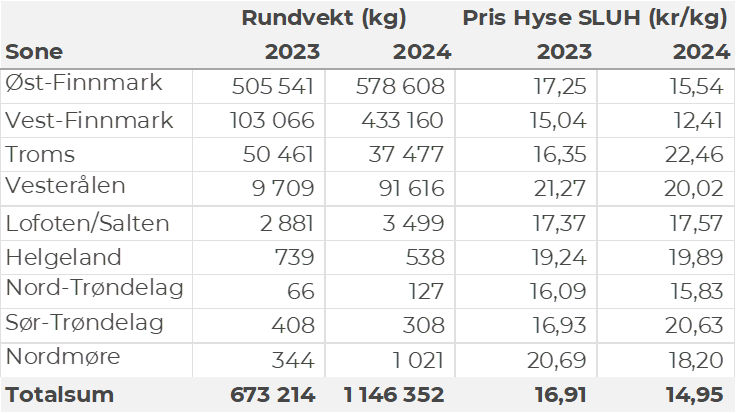 Rundvekt (kg) Pris Hyse SLUH (kr/kg)
Sone 2023 2024 2023 2024
Øst-Finnmark 505 541 578 608 17,25 15,54
Vest-Finnmark 103 066 433 160 15,04 12,41
Troms 50 461 37 477 16,35 22,46
Vesterålen 9 709 91 616 21,27 20,02
Lofoten/Salten 2 881 3 499 17,37 17,57
Helgeland 739 538 19,24 19,89
Nord-Trøndelag 66 127 16,09 15,83
Sør-Trøndelag 408 308 16,93 20,63
Nordmøre 344 1 021 20,69 18,20
Totalsum 673 214 1 146 352 16,91 14,95